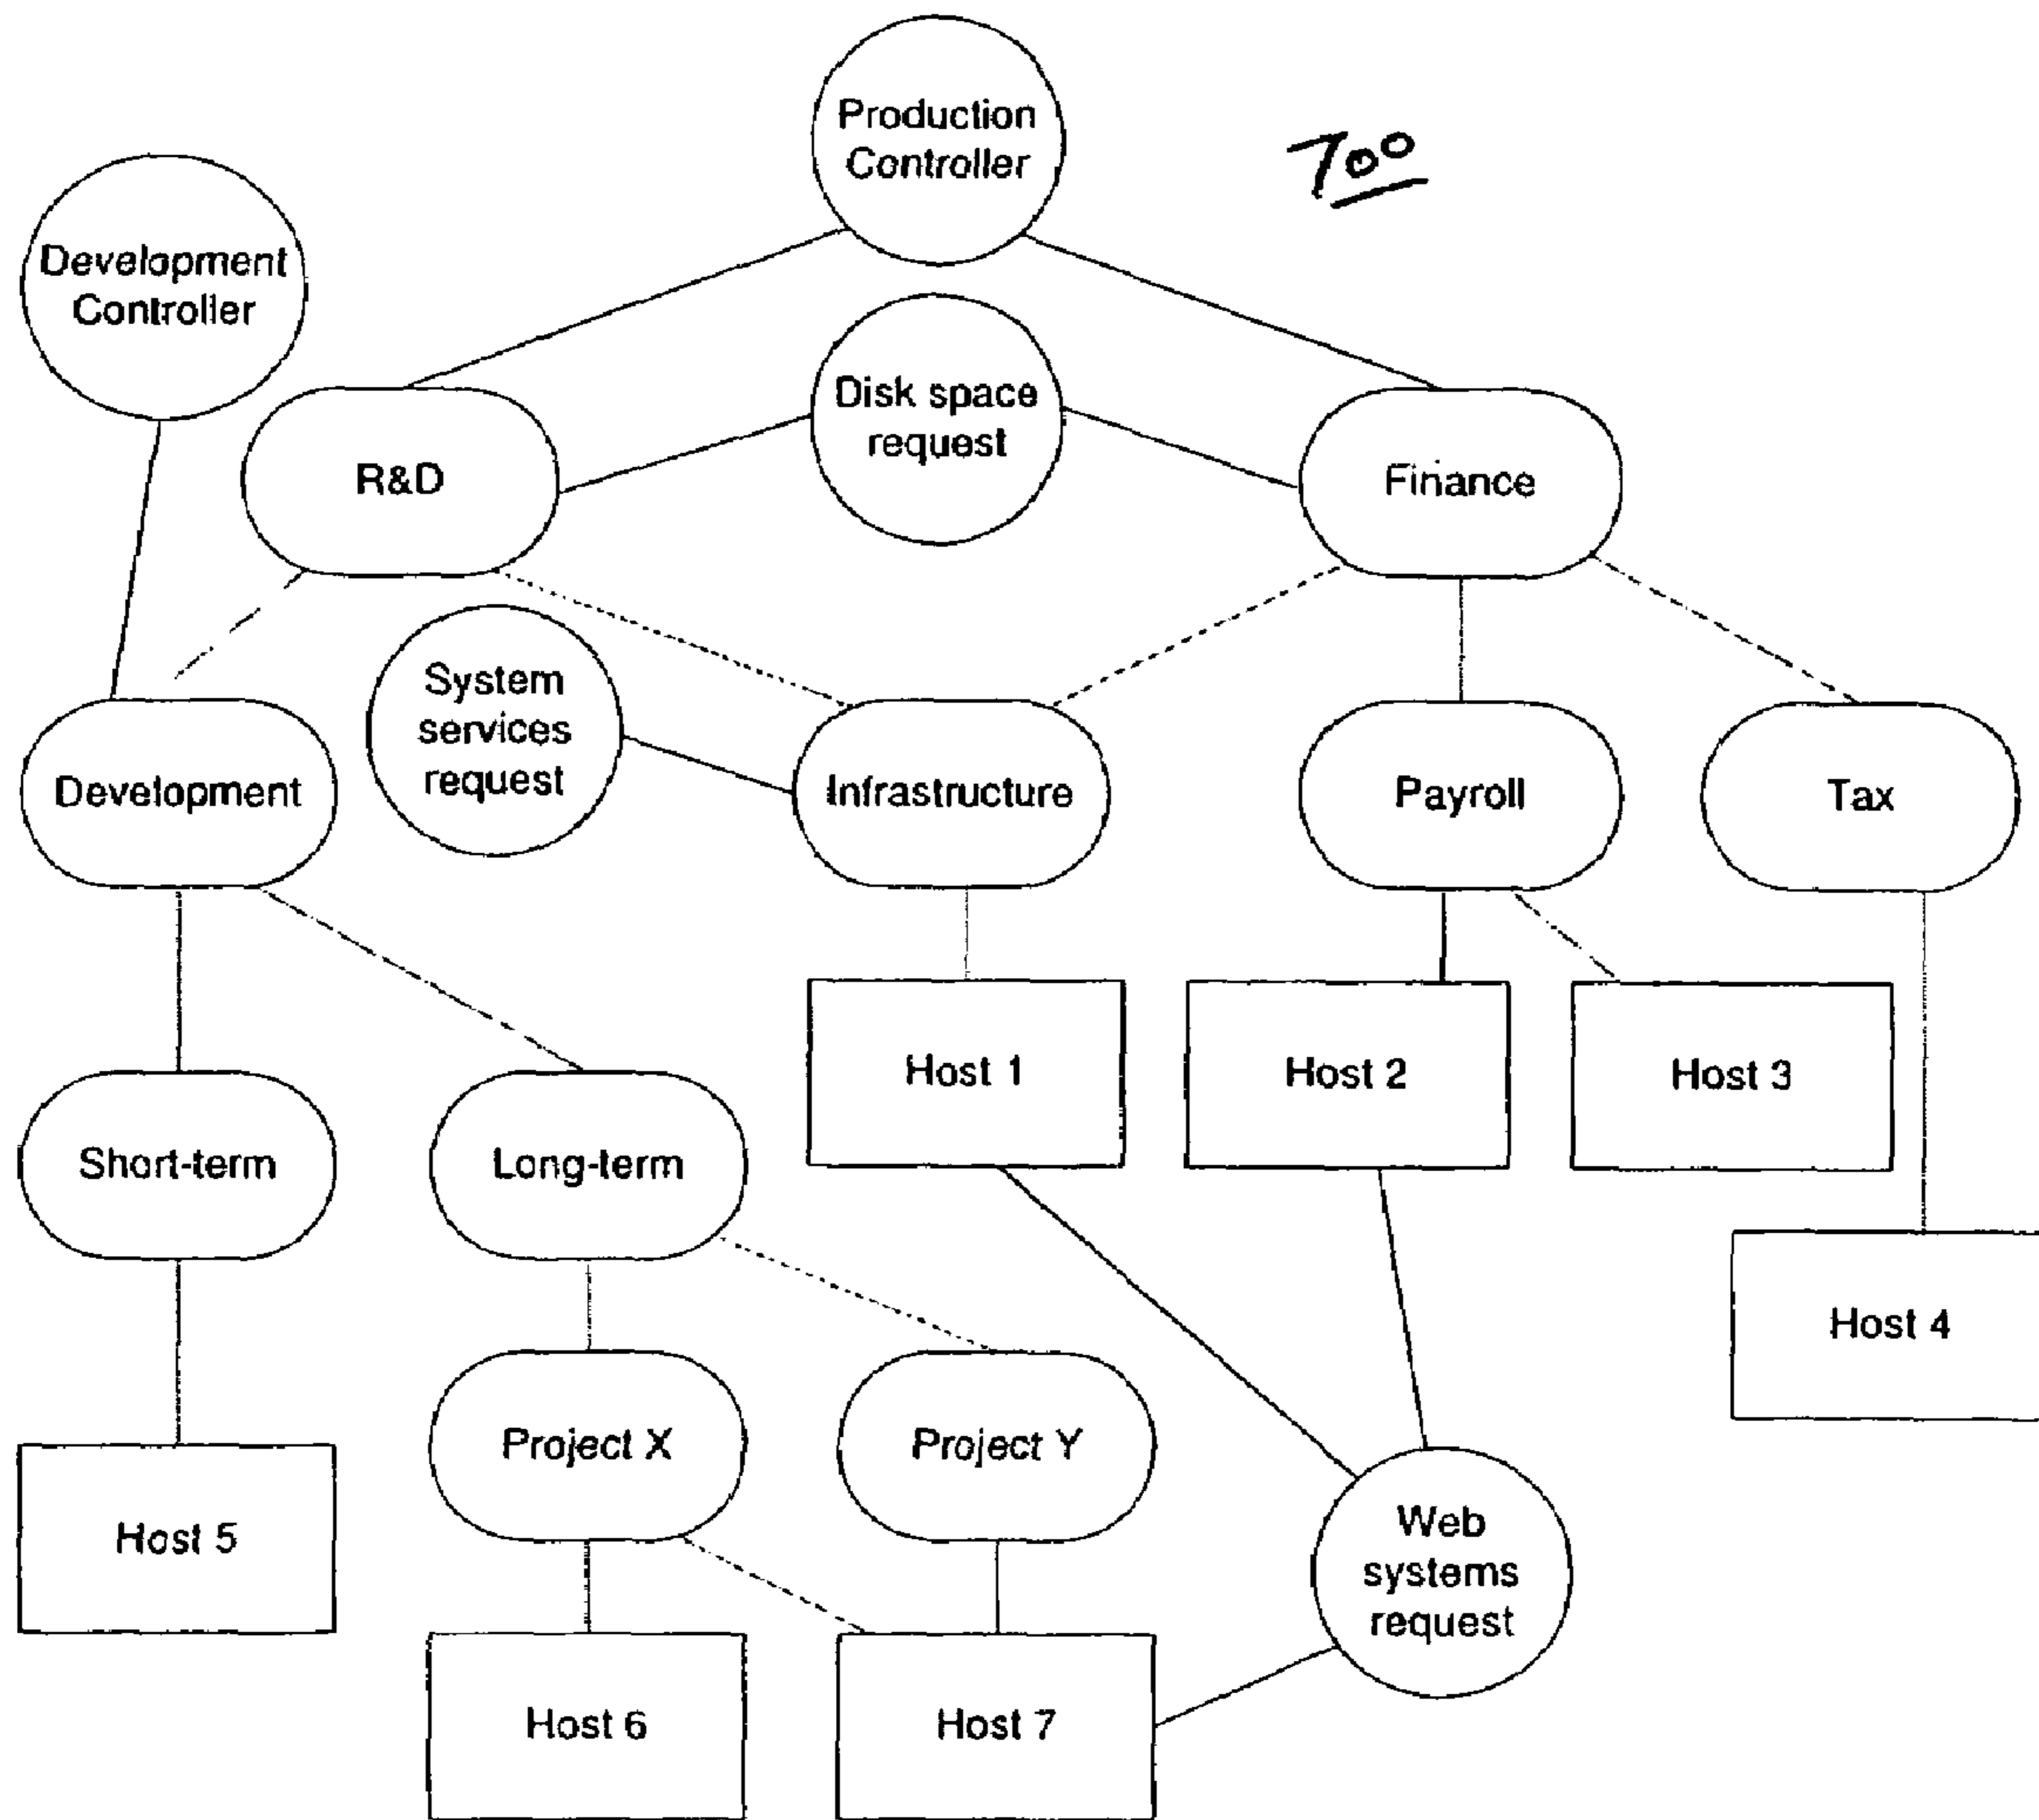 Production
Controller
700
Development
Controller
Disk space
request
R&D
Finance
System
services
request
Development
Infrastructure
Payroll
Tax
Host 1
Host 2
Host 3
Short-term
Long-term
Host 4
Project X
Project Y
Host 5
Web
systems
request
Host 6
Host 7